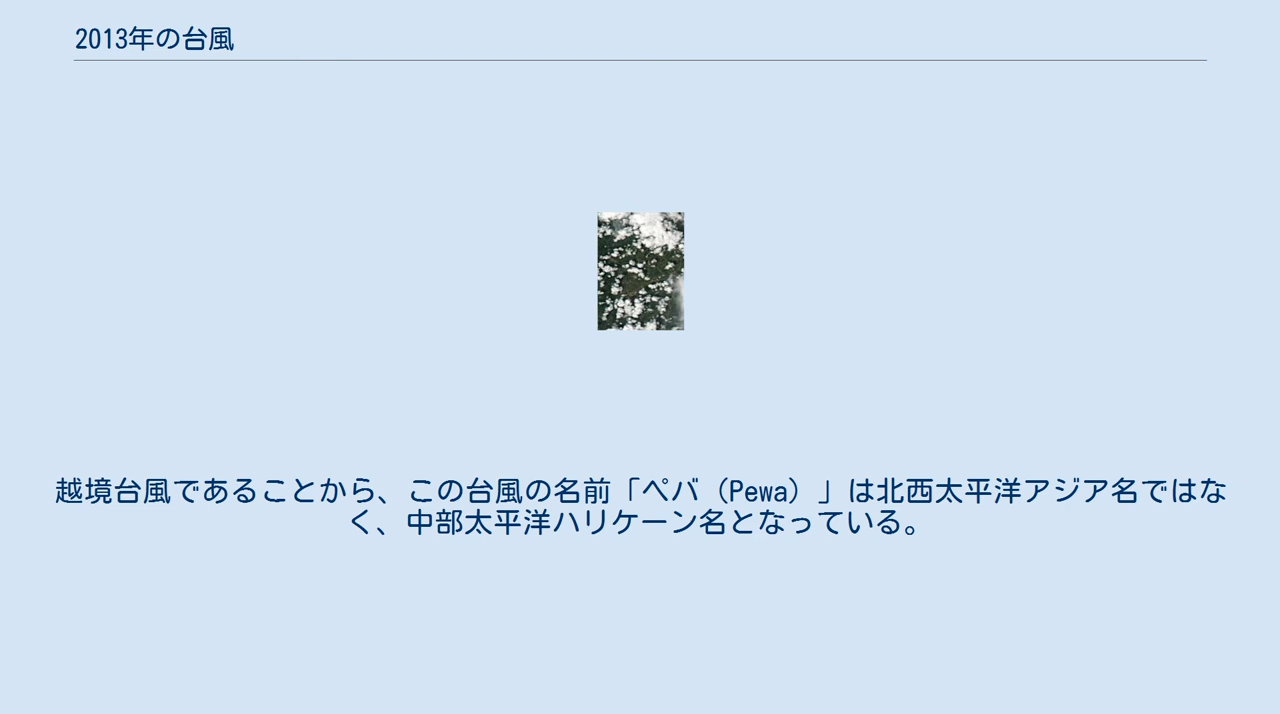 2013年の台風
越境台風であることから、この台風の名前「ペバ（Pewa）」は北西太平洋アジア名ではな
く、中部太平洋ハリケーン名となっている。